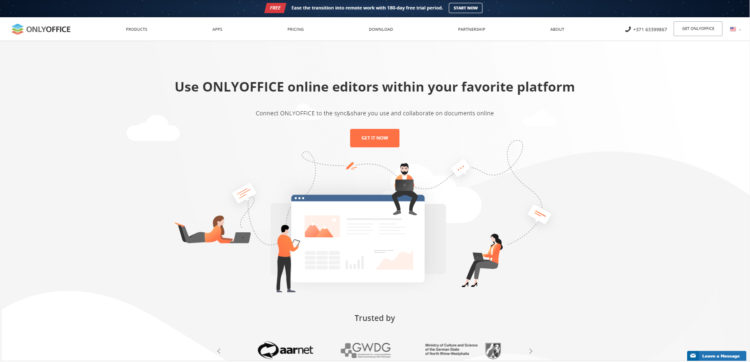 FREE Ease the transition into remote work with 180-day free trial period. START NOW
ONLYOFFICE PRODUCTS APPS PRICING DOWNLOAD PARTNERSHIP ABOUT +371 63399867 GET ONLYOFFICE
Use ONLYOFFICE online editors within your favorite platform
Connect ONLYOFFICE to the sync&share you use and collaborate on documents online
GET IT NOW
Trusted by
aarnet
GWDG
Ministry of Culture and Science
of the German State
of North Rhine-Westphalia
Leave a Message